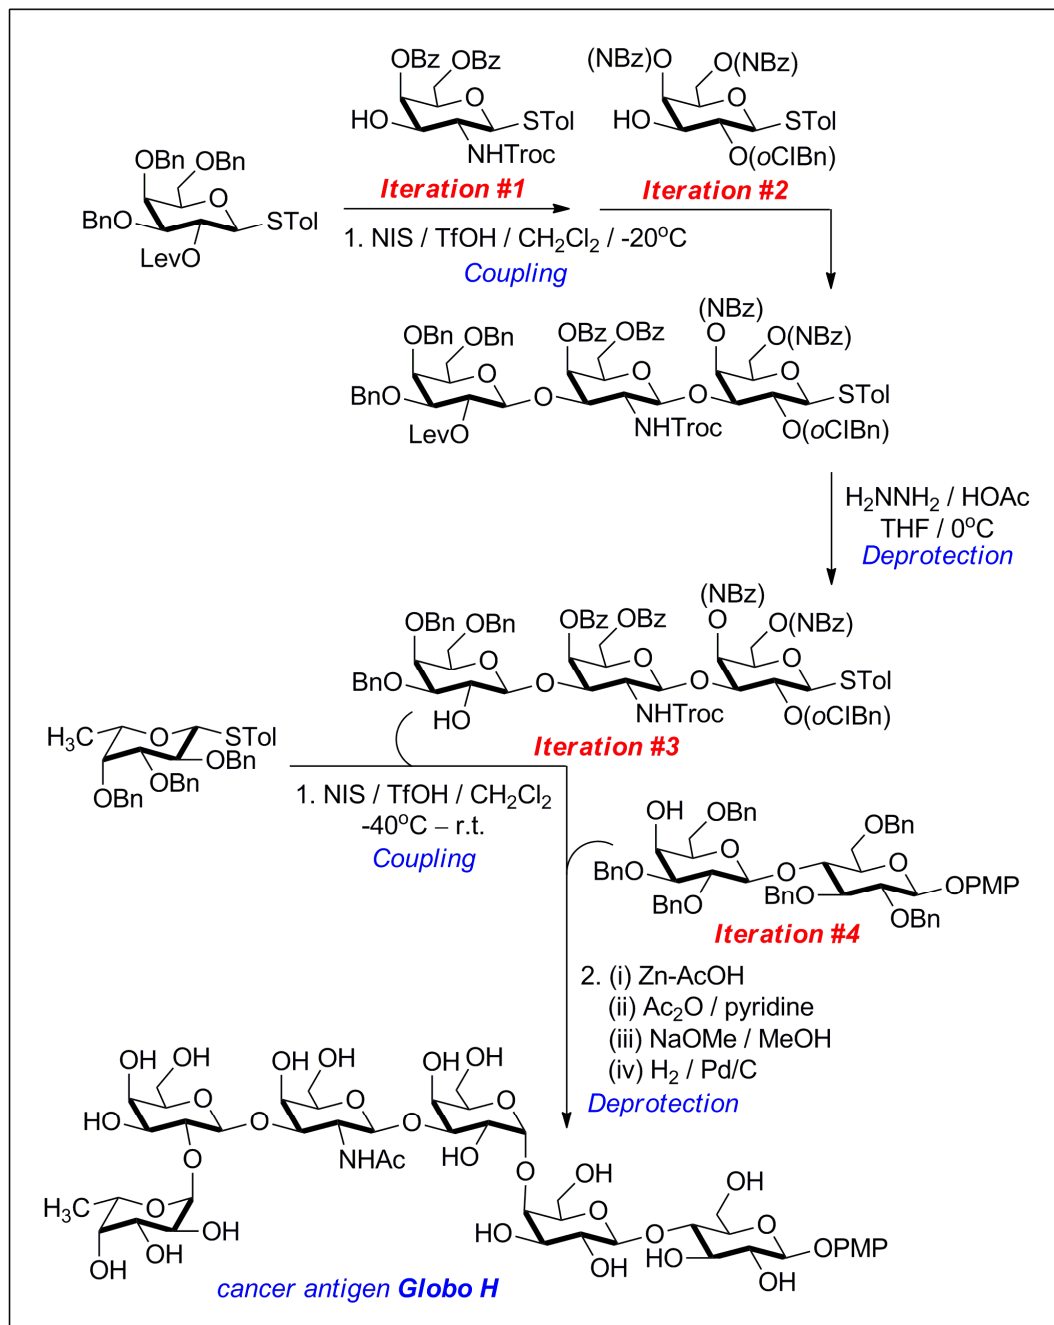 OBz
OBz
O
HO
STol
NHTroc
Iteration #1
(NBz)O
O(NBz)
O
HO
STol
O(oClBn)
Iteration #2
OBn
OBn
O
BnO
STol
LevO
1. NIS / TfOH / CH₂Cl₂ / -20°C
Coupling
OBn
OBn
O
BnO
LevO
O
OBz
OBz
O
NHTroc
O
(NBz)
O
O(NBz)
O
STol
O(oClBn)
H₂NNH₂ / HOAc
THF / 0°C
Deprotection
OBn
OBn
O
BnO
HO
O
OBz
OBz
O
NHTroc
O
(NBz)
O
O(NBz)
O
STol
O(oClBn)
Iteration #3
H₃C
O
STol
OBn
OBn
OBn
1. NIS / TfOH / CH₂Cl₂
-40°C – r.t.
Coupling
OH
OBn
O
BnO
BnO
O
OBn
O
BnO
OBn
OPMP
Iteration #4
2. (i) Zn-AcOH
(ii) Ac₂O / pyridine
(iii) NaOMe / MeOH
(iv) H₂ / Pd/C
Deprotection
OH
OH
O
HO
O
O
OH
OH
O
NHAc
O
OH
OH
O
HO
O
H₃C
O
OH
OH
OH
OH
O
HO
OH
O
OH
O
HO
OH
OPMP
cancer antigen Globo H